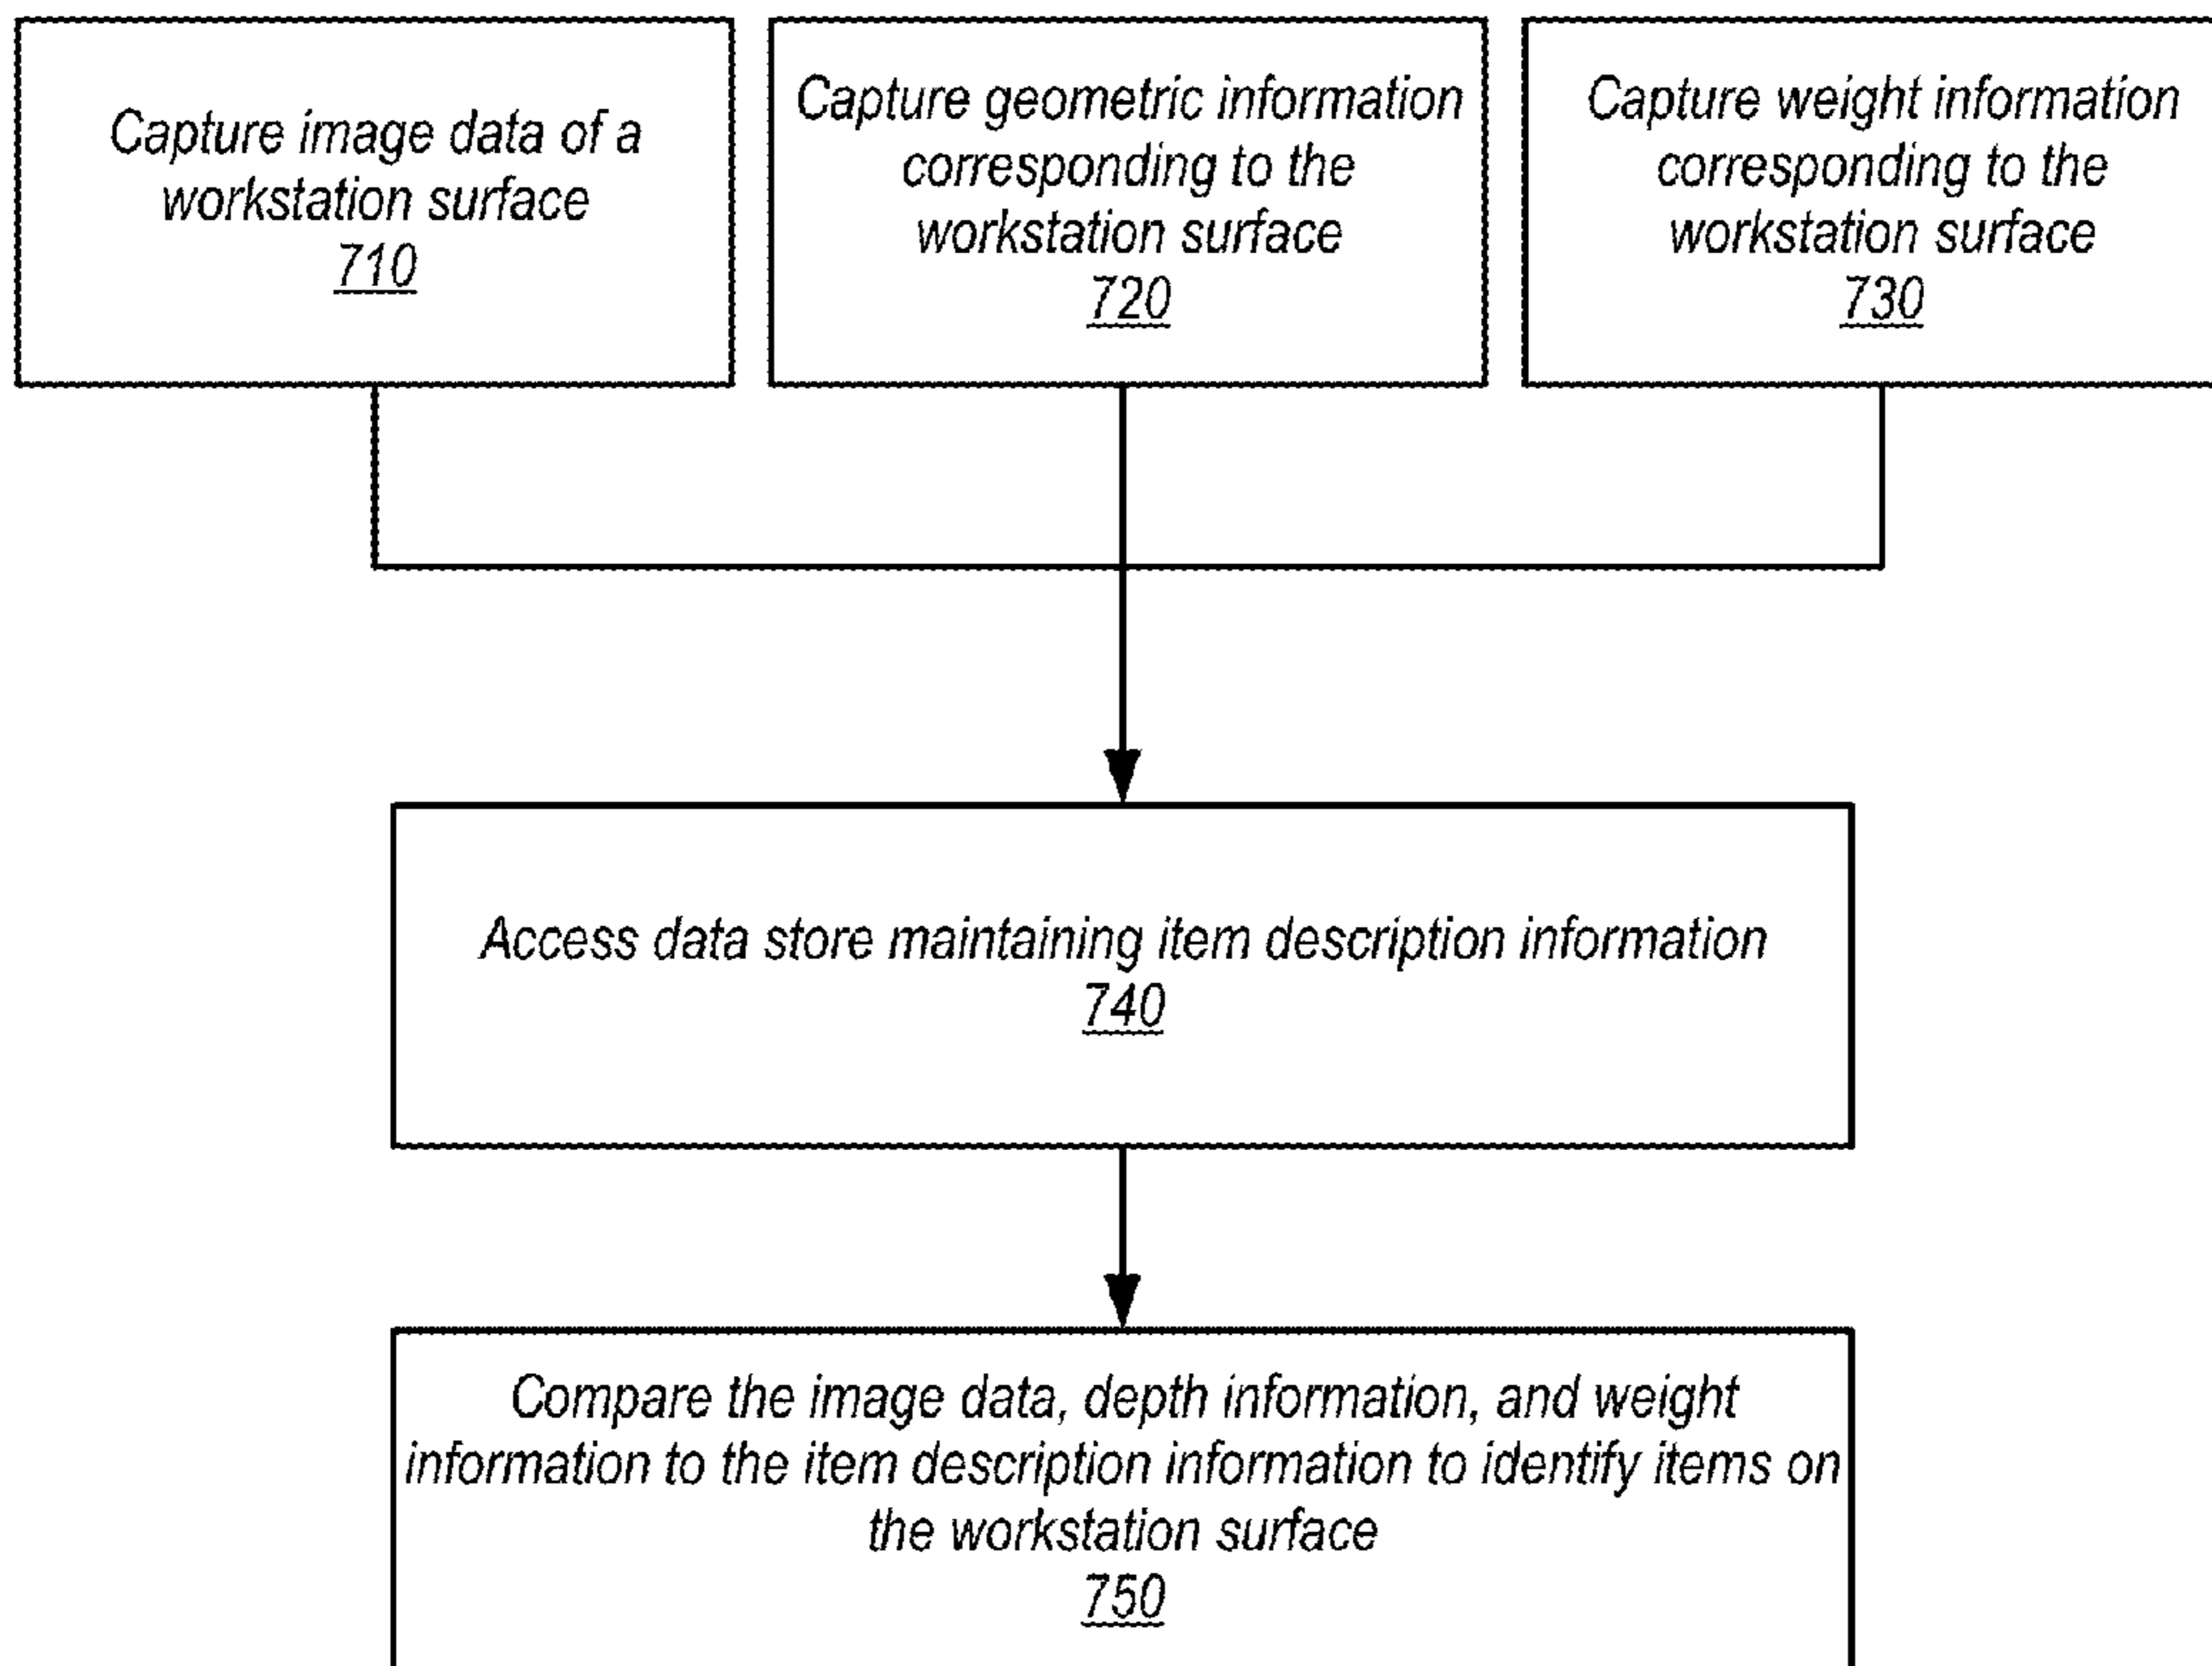 Capture image data of a
workstation surface
710
Capture geometric information
corresponding to the
workstation surface
720
Capture weight information
corresponding to the
workstation surface
730
Access data store maintaining item description information
740
Compare the image data, depth information, and weight
information to the item description information to identify items on
the workstation surface
750